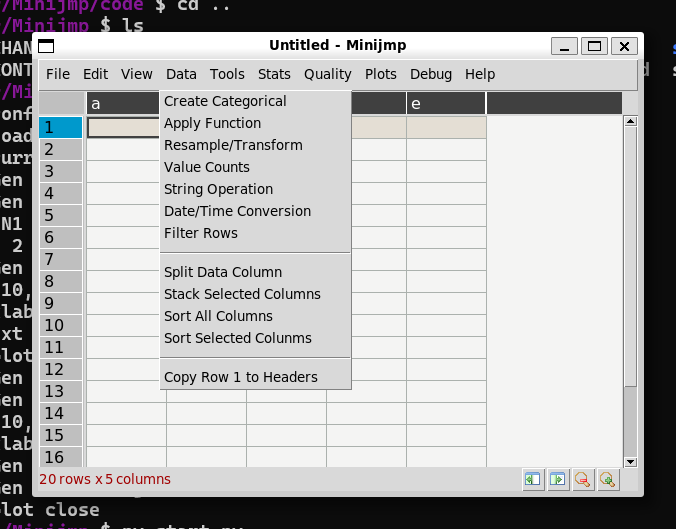 /Minijmp/code $ cd ..
/Minijmp $ ls
Untitled - Minijmp
File Edit View Data Tools Stats Quality Plots Debug Help
a e
Create Categorical
Apply Function
Resample/Transform
Value Counts
String Operation
Date/Time Conversion
Filter Rows
Split Data Column
Stack Selected Columns
Sort All Columns
Sort Selected Colunms
Copy Row 1 to Headers
1
2
3
4
5
6
7
8
9
10
11
12
13
14
15
16
20 rows x 5 columns
lot close